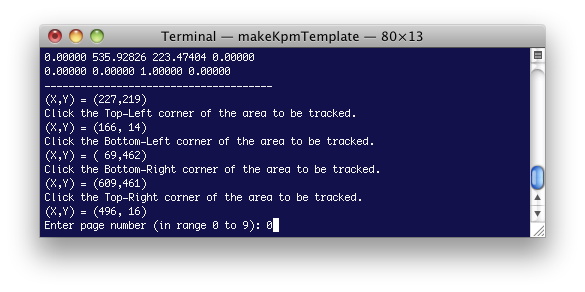 Terminal — makeKpmTemplate — 80×13
0.00000 535.92826 223.47404 0.00000
0.00000 0.00000 1.00000 0.00000
--------------------------------------
(X,Y) = (227,219)
Click the Top-Left corner of the area to be tracked.
(X,Y) = (166, 14)
Click the Bottom-Left corner of the area to be tracked.
(X,Y) = ( 69,462)
Click the Bottom-Right corner of the area to be tracked.
(X,Y) = (609,461)
Click the Top-Right corner of the area to be tracked.
(X,Y) = (496, 16)
Enter page number (in range 0 to 9): 0